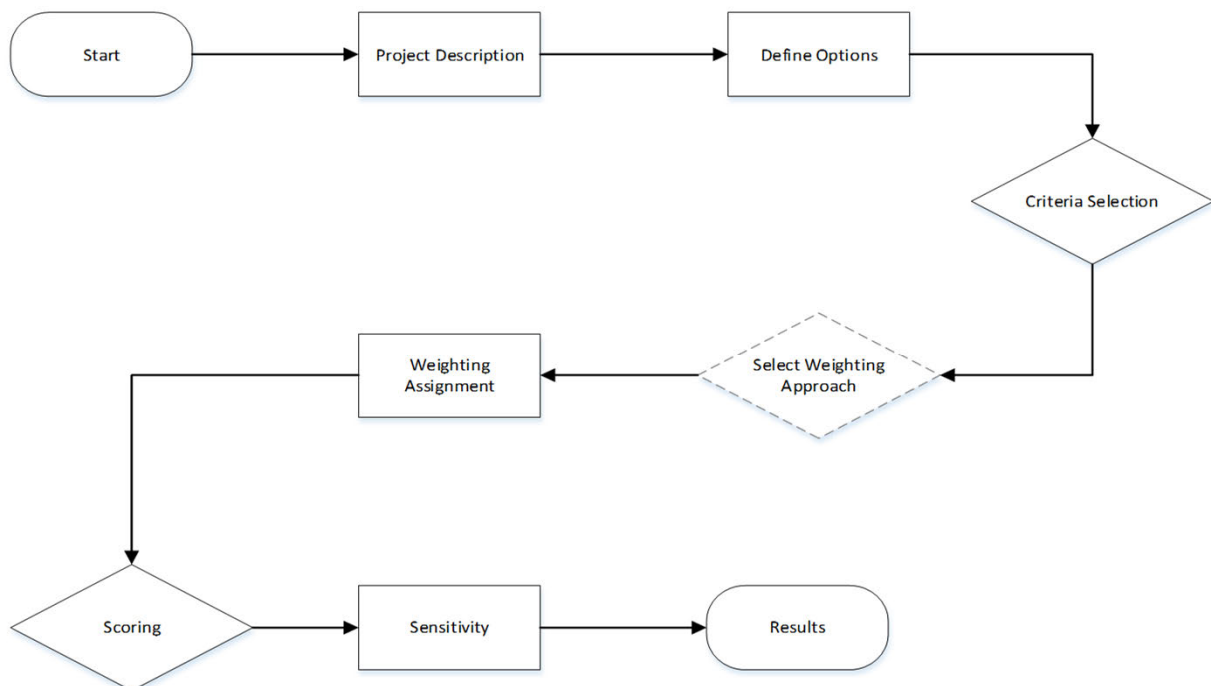 Start
Project Description
Define Options
Criteria Selection
Select Weighting
Approach
Weighting
Assignment
Scoring
Sensitivity
Results